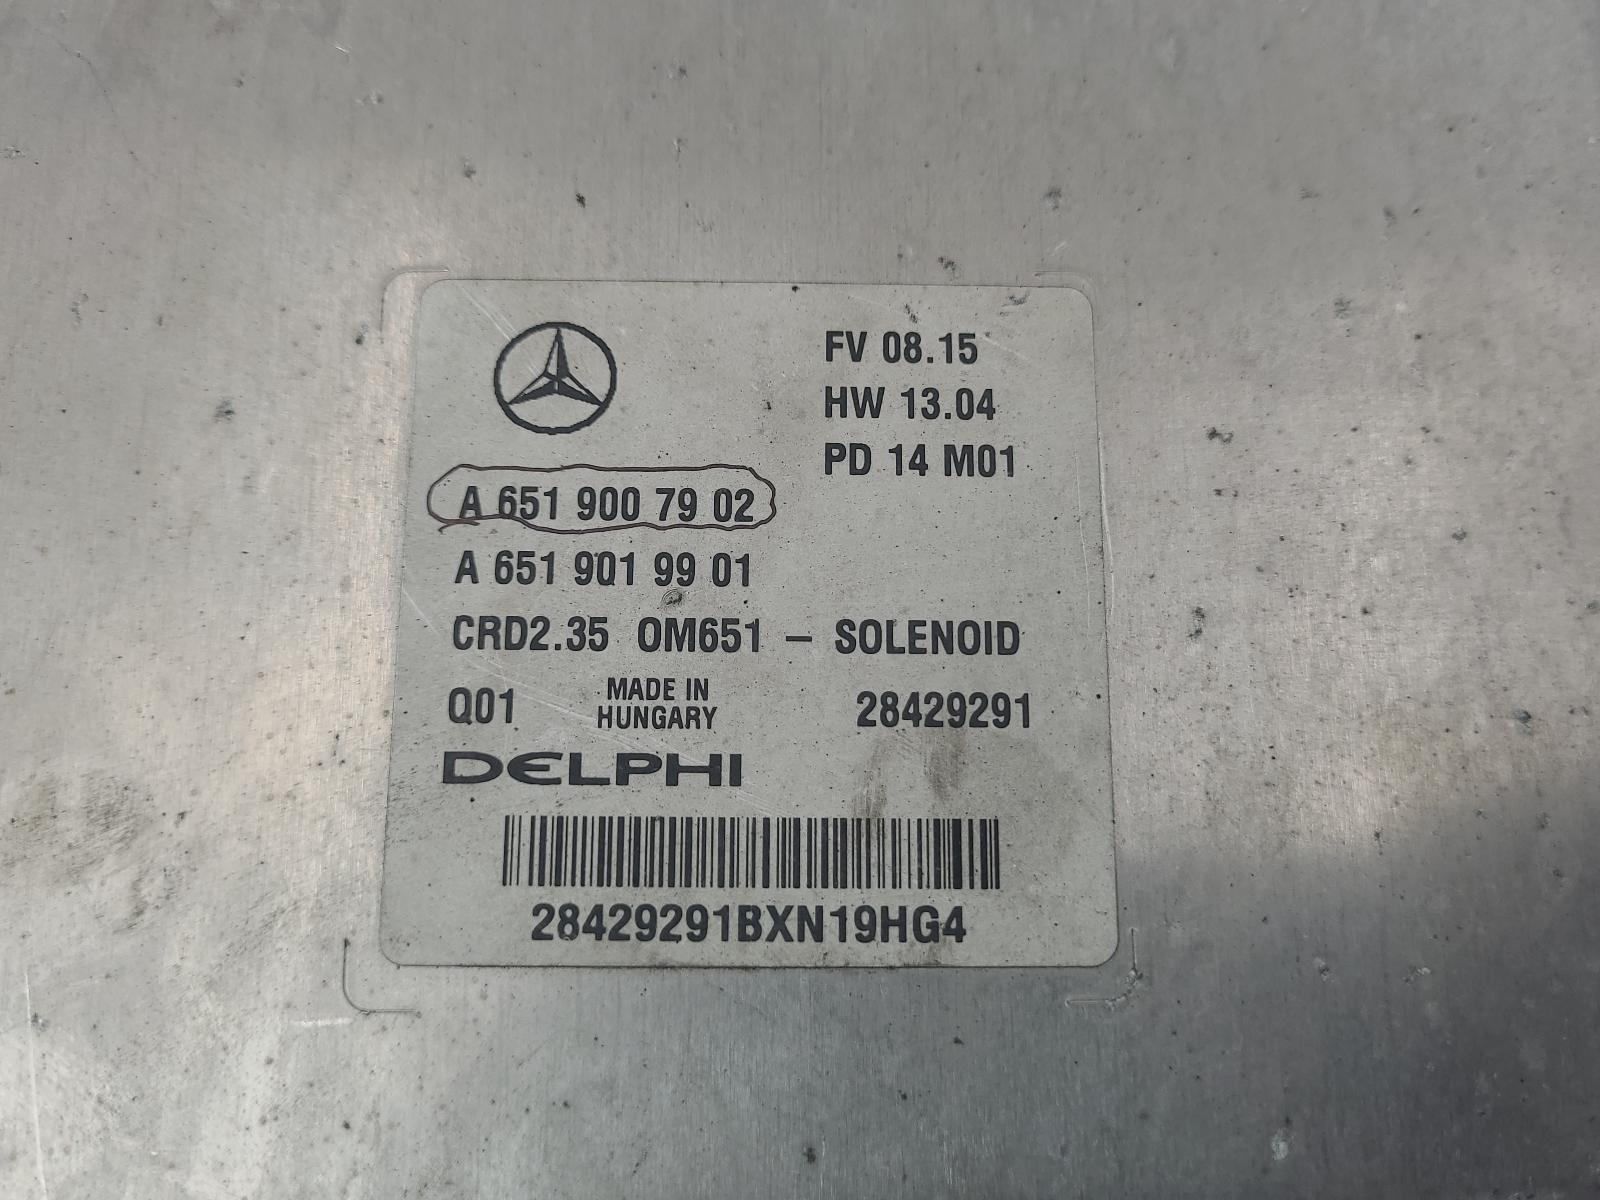 FV 08.15
HW 13.04
PD 14 M01
A 651 900 79 02
A 651 901 99 01
CRD2.35 OM651 – SOLENOID
Q01 MADE IN HUNGARY 28429291
DELPHI
28429291BXN19HG4